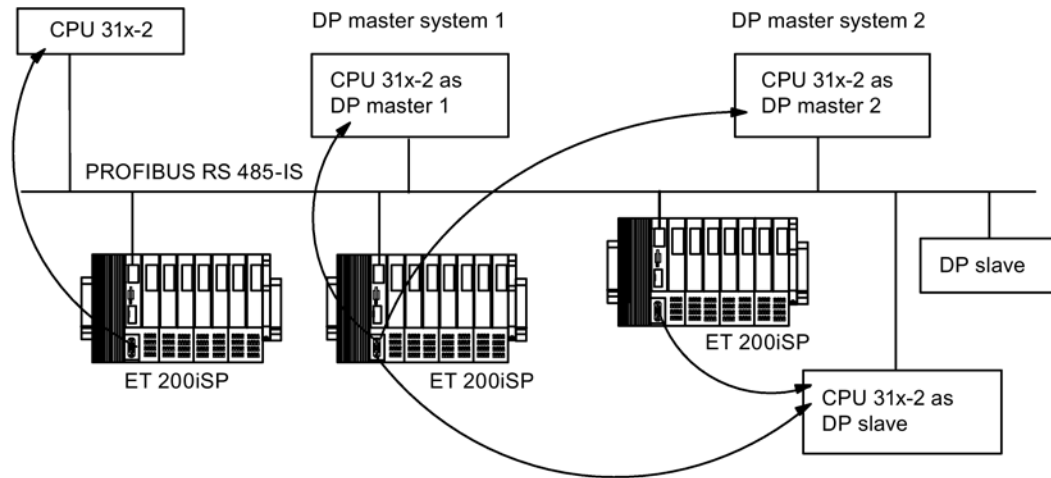 CPU 31x-2
DP master system 1
DP master system 2
CPU 31x-2 as
DP master 1
CPU 31x-2 as
DP master 2
PROFIBUS RS 485-IS
DP slave
ET 200iSP
ET 200iSP
ET 200iSP
CPU 31x-2 as
DP slave